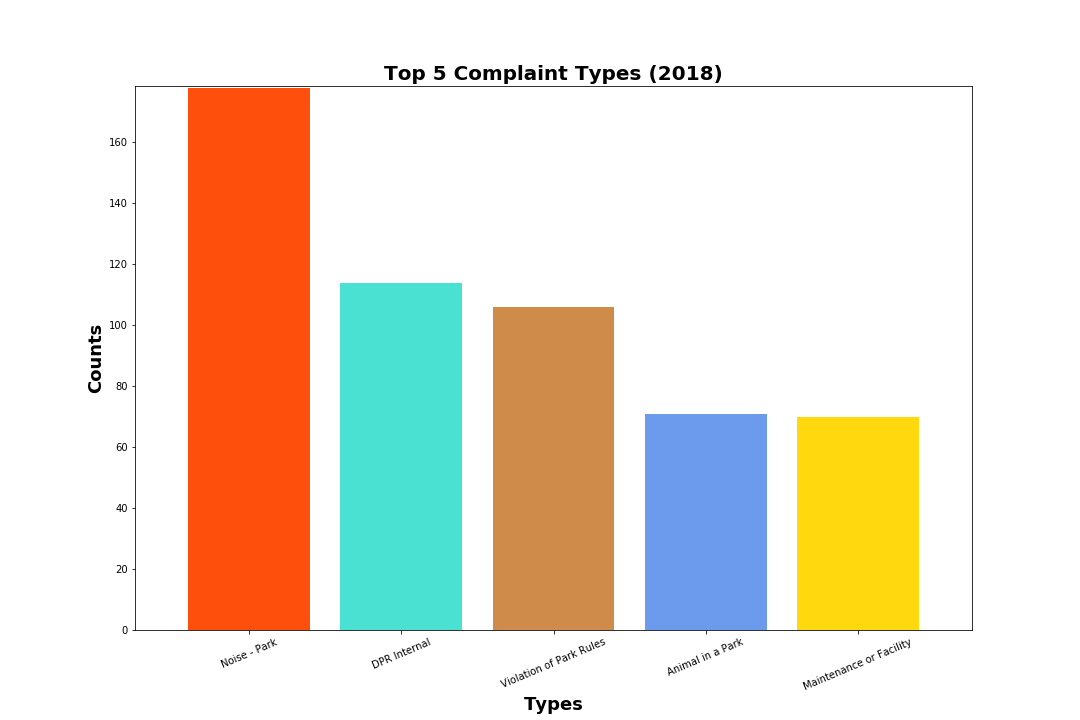 Top 5 Complaint Types (2018)
Counts
160
140
120
100
80
60
40
20
0
Noise - Park
DPR Internal
Violation of Park Rules
Animal in a Park
Maintenance or Facility
Types